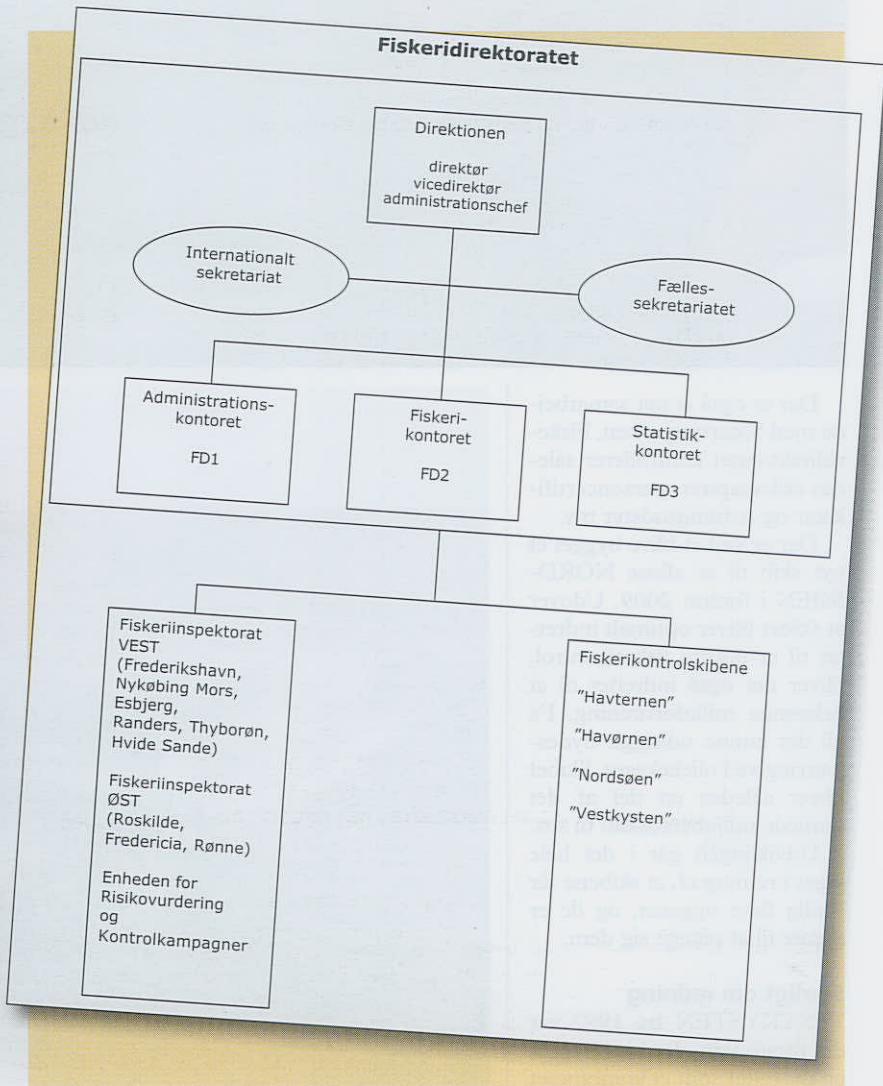 Fiskeridirektoratet
Direktionen
direktør
vicedirektør
administrationschef
Internationalt
sekretariat
Fælles-
sekretariatet
Administrations-
kontoret
FD1
Fiskeri-
kontoret
FD2
Statistik-
kontoret
FD3
Fiskeriinspektorat
VEST
(Frederikshavn,
Nykøbing Mors,
Esbjerg,
Randers, Thyborøn,
Hvide Sande)
Fiskeriinspektorat
ØST
(Roskilde,
Fredericia, Rønne)
Enheden for
Risikovurdering
og
Kontrolkampagner
Fiskerikontrolskibene
"Havternen"
"Havørnen"
"Nordsøen"
"Vestkysten"